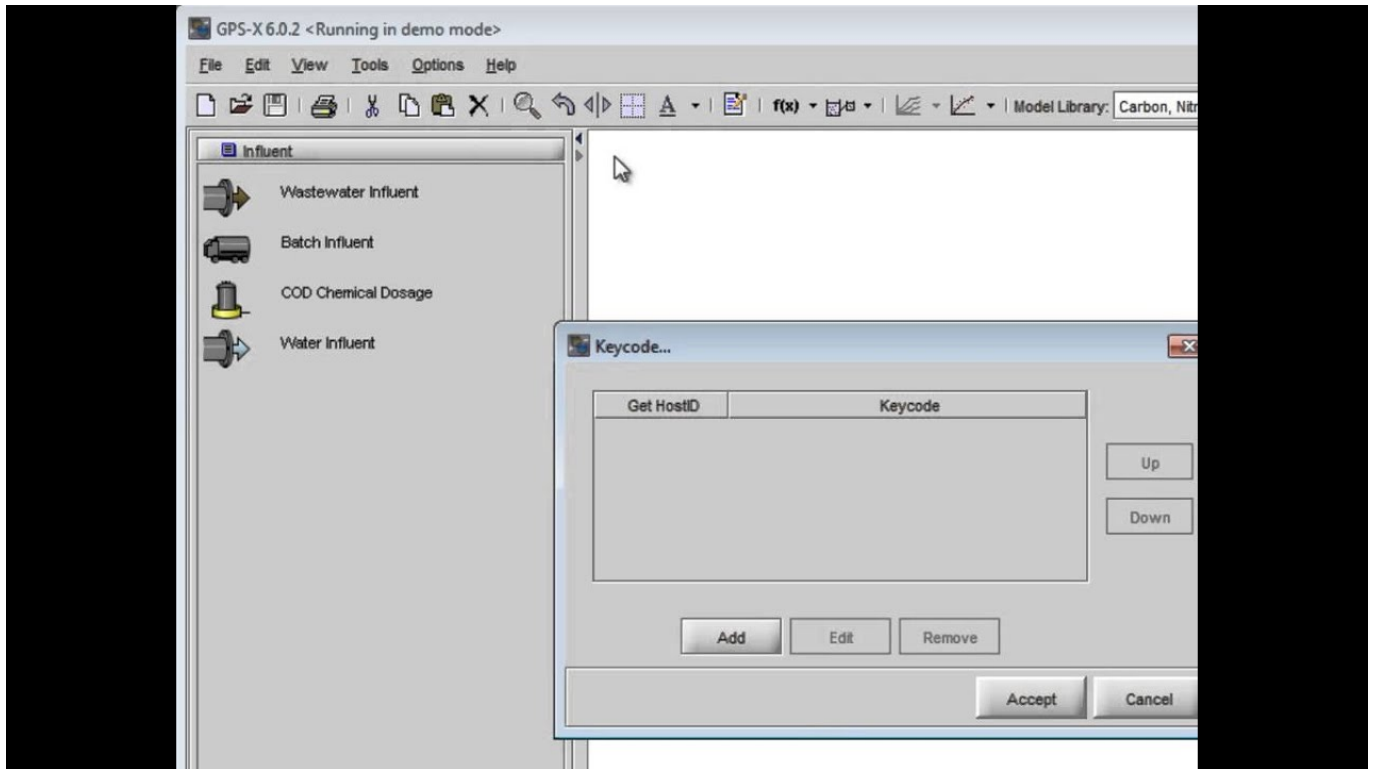 GPS-X 6.0.2 <Running in demo mode>
File Edit View Tools Options Help
A f(x) Model Library: Carbon, Nitr
Influent
Wastewater Influent
Batch Influent
COD Chemical Dosage
Water Influent
Keycode...
Get HostID Keycode
Up
Down
Add Edit Remove
Accept Cancel